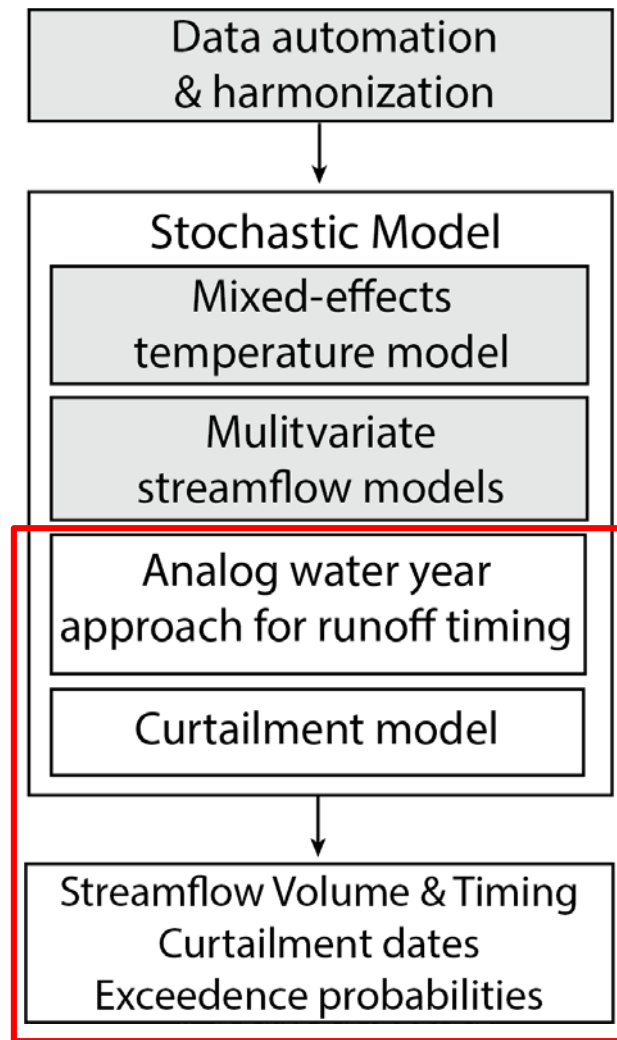 Data automation
& harmonization
Stochastic Model
Mixed-effects
temperature model
Mulitvariate
streamflow models
Analog water year
approach for runoff timing
Curtailment model
Streamflow Volume & Timing
Curtailment dates
Exceedence probabilities